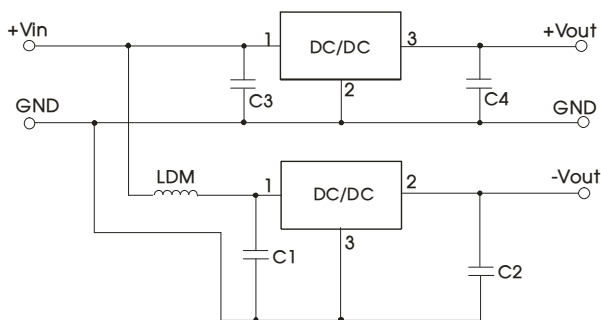 +Vin
1
DC/DC
3
+Vout
C3
2
C4
GND
GND
LDM
1
DC/DC
2
-Vout
C1
3
C2